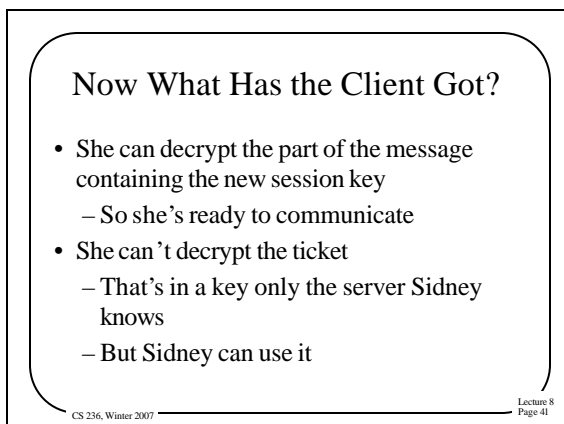 Now What Has the Client Got?
• She can decrypt the part of the message
containing the new session key
– So she's ready to communicate
• She can't decrypt the ticket
– That's in a key only the server Sidney
knows
– But Sidney can use it
CS 236, Winter 2007
Lecture 8
Page 41